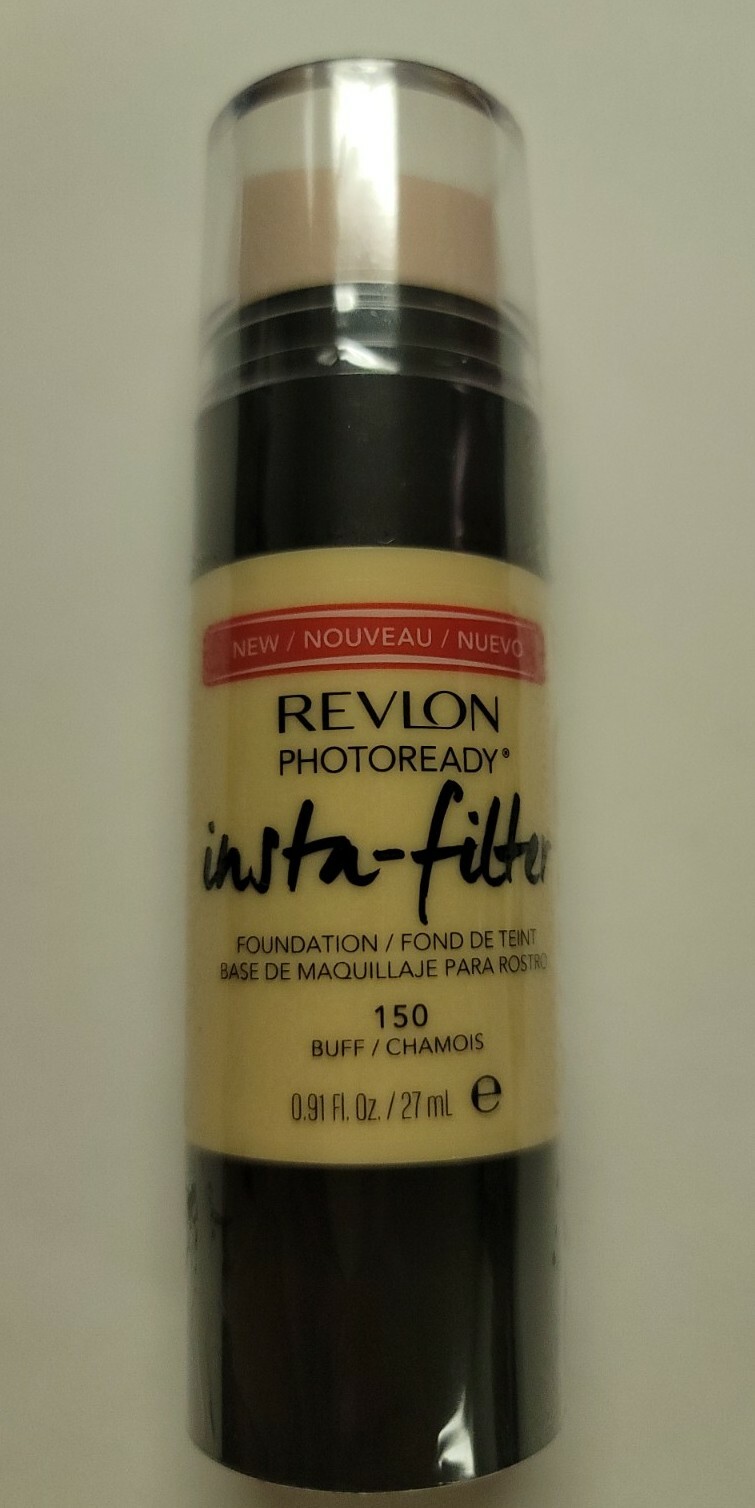 NEW / NOUVEAU / NUEVO
REVLON
PHOTOREADY®
insta-filter
FOUNDATION / FOND DE TEINT
BASE DE MAQUILLAJE PARA ROSTRO
150
BUFF / CHAMOIS
0.91 Fl. Oz. / 27 mL ℮